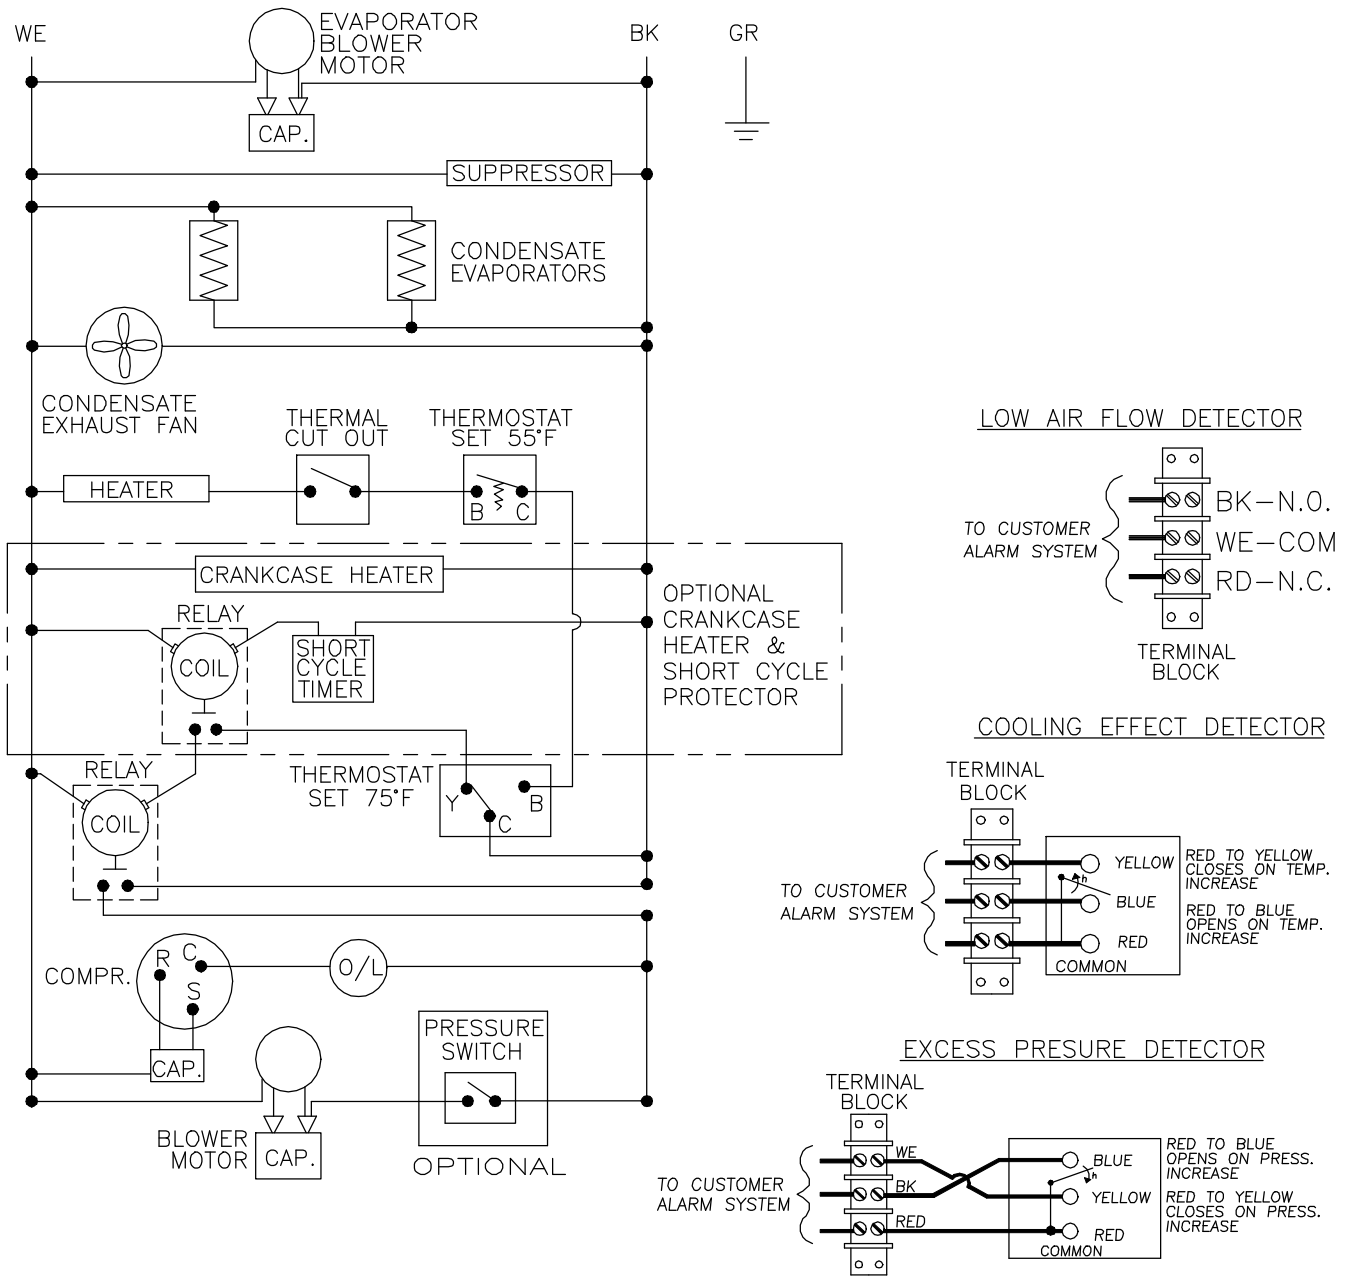 WE
EVAPORATOR
BLOWER
MOTOR
BK
GR
CAP.
SUPPRESSOR
CONDENSATE
EVAPORATORS
CONDENSATE
EXHAUST FAN
THERMAL
CUT OUT
THERMOSTAT
SET 55°F
HEATER
B C
CRANKCASE HEATER
OPTIONAL
CRANKCASE
HEATER &
SHORT CYCLE
PROTECTOR
RELAY
COIL
SHORT
CYCLE
TIMER
RELAY
COIL
THERMOSTAT
SET 75°F
Y
B
C
COMPR.
R C
S
O/L
CAP.
PRESSURE
SWITCH
OPTIONAL
BLOWER
MOTOR
CAP.
LOW AIR FLOW DETECTOR
TO CUSTOMER
ALARM SYSTEM
BK-N.O.
WE-COM
RD-N.C.
TERMINAL
BLOCK
COOLING EFFECT DETECTOR
TERMINAL
BLOCK
TO CUSTOMER
ALARM SYSTEM
YELLOW
h
BLUE
RED
COMMON
RED TO YELLOW
CLOSES ON TEMP.
INCREASE
RED TO BLUE
OPENS ON TEMP.
INCREASE
EXCESS PRESURE DETECTOR
TERMINAL
BLOCK
TO CUSTOMER
ALARM SYSTEM
WE
BK
RED
BLUE
h
YELLOW
RED
COMMON
RED TO BLUE
OPENS ON PRESS.
INCREASE
RED TO YELLOW
CLOSES ON PRESS.
INCREASE